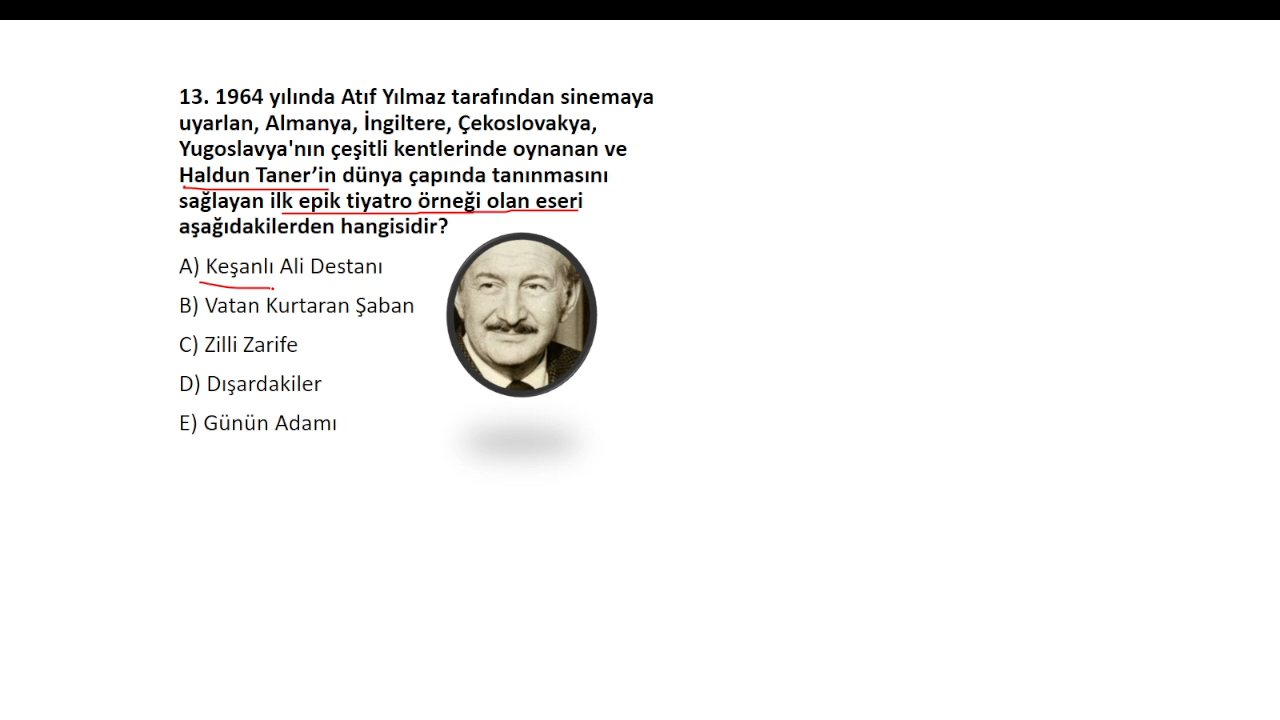 13. 1964 yılında Atıf Yılmaz tarafından sinemaya
uyarlan, Almanya, İngiltere, Çekoslovakya,
Yugoslavya'nın çeşitli kentlerinde oynanan ve
Haldun Taner’in dünya çapında tanınmasını
sağlayan ilk epik tiyatro örneği olan eseri
aşağıdakilerden hangisidir?
A) Keşanlı Ali Destanı
B) Vatan Kurtaran Şaban
C) Zilli Zarife
D) Dışardakiler
E) Günün Adamı